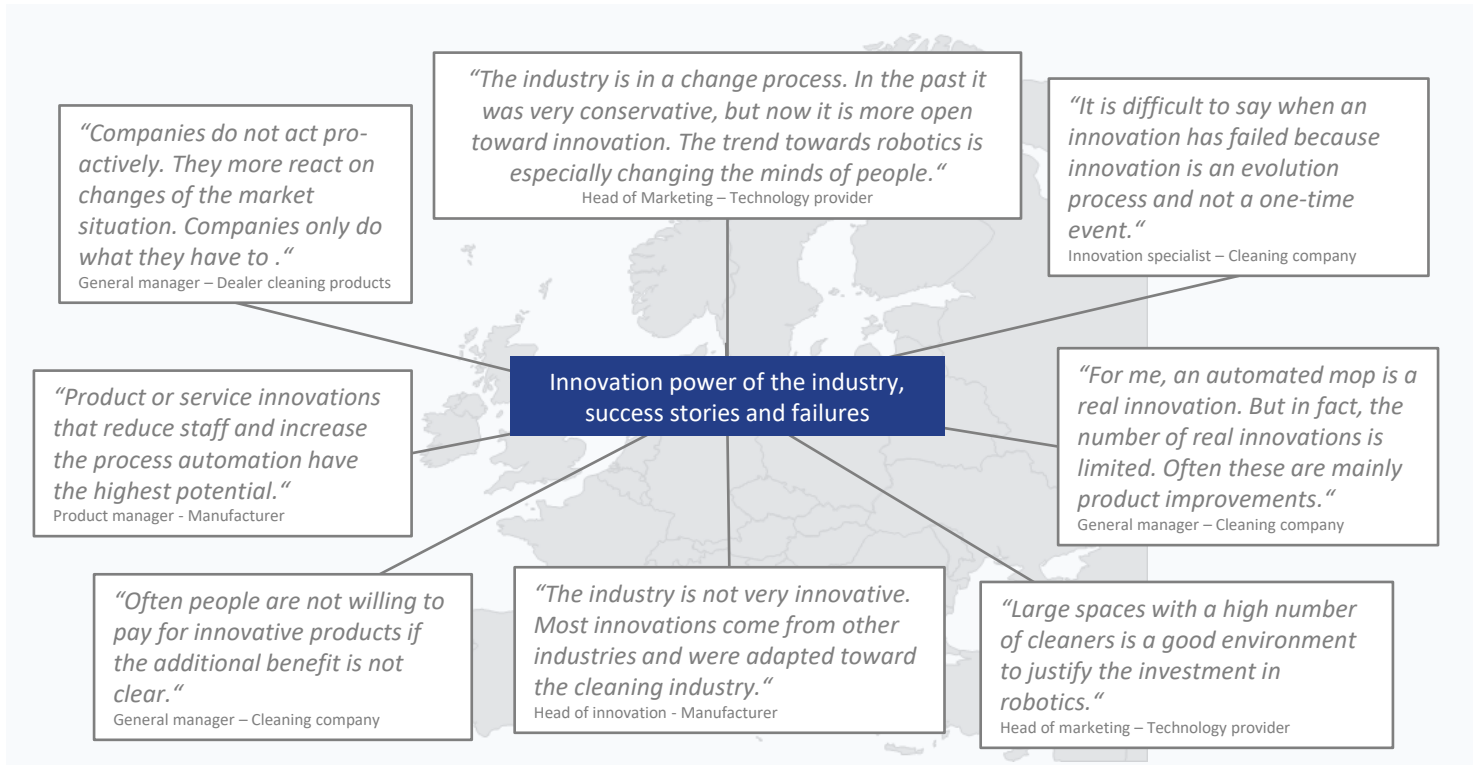 “The industry is in a change process. In the past it
was very conservative, but now it is more open
toward innovation. The trend towards robotics is
especially changing the minds of people.“
Head of Marketing – Technology provider
“Companies do not act pro-
actively. They more react on
changes of the market
situation. Companies only do
what they have to .“
General manager – Dealer cleaning products
“It is difficult to say when an
innovation has failed because
innovation is an evolution
process and not a one-time
event.“
Innovation specialist – Cleaning company
Innovation power of the industry,
success stories and failures
“Product or service innovations
that reduce staff and increase
the process automation have
the highest potential.“
Product manager - Manufacturer
“For me, an automated mop is a
real innovation. But in fact, the
number of real innovations is
limited. Often these are mainly
product improvements.“
General manager – Cleaning company
“Often people are not willing to
pay for innovative products if
the additional benefit is not
clear.“
General manager – Cleaning company
“The industry is not very innovative.
Most innovations come from other
industries and were adapted toward
the cleaning industry.“
Head of innovation - Manufacturer
“Large spaces with a high number
of cleaners is a good environment
to justify the investment in
robotics.“
Head of marketing – Technology provider